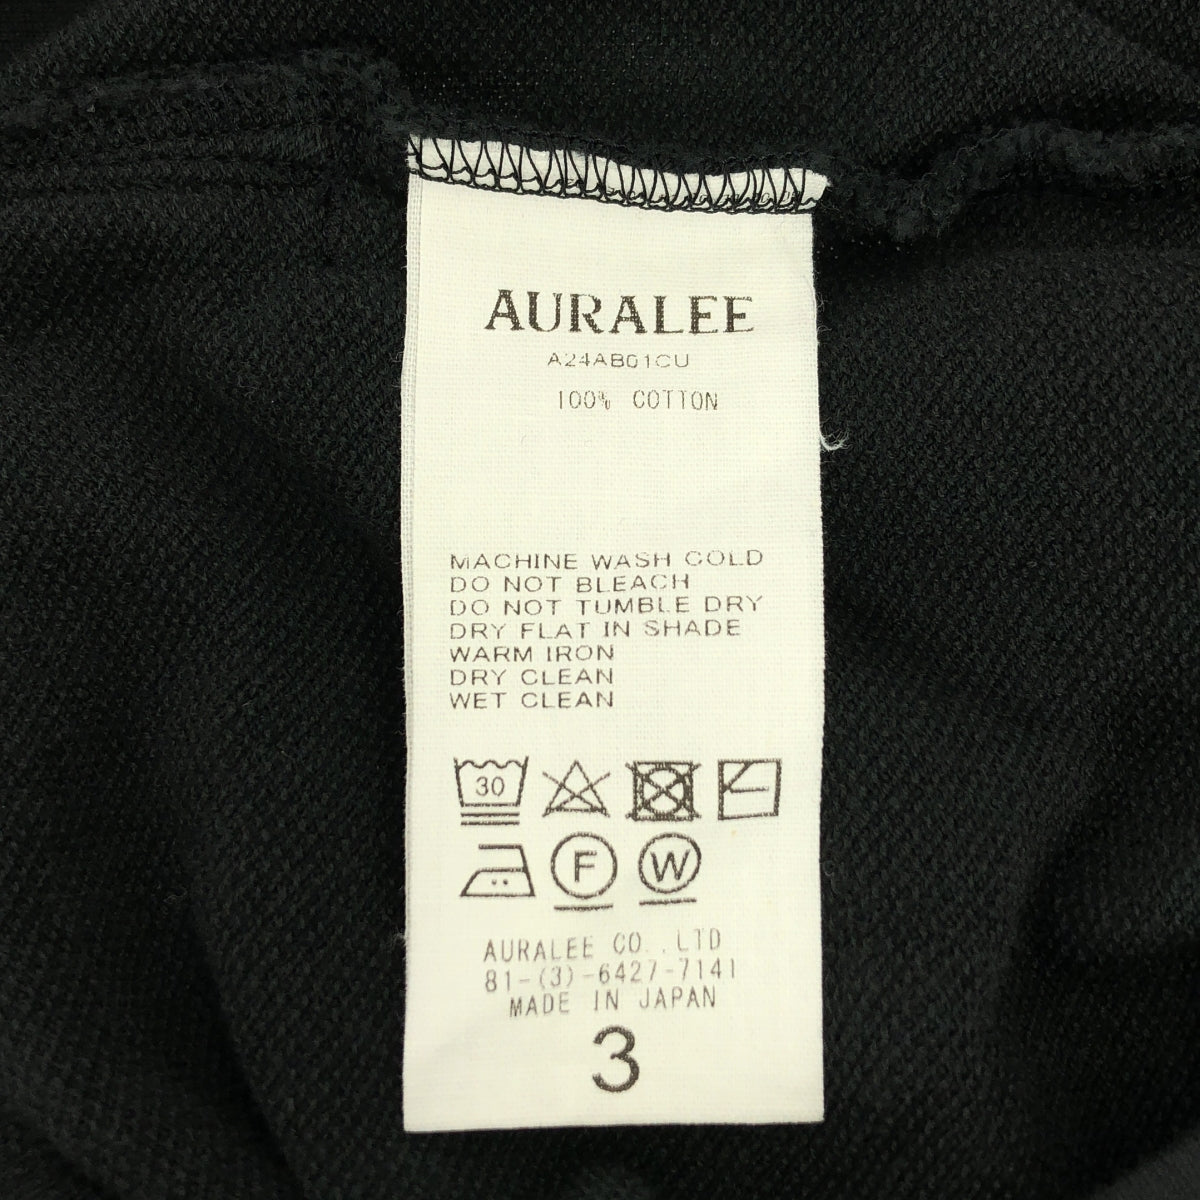 AURALEE
A24AB01CU
100% COTTON
MACHINE WASH COLD
DO NOT BLEACH
DO NOT TUMBLE DRY
DRY FLAT IN SHADE
WARM IRON
DRY CLEAN
WET CLEAN
30
F W
AURALEE CO.,LTD
81-(3)-6427-7141
MADE IN JAPAN
3